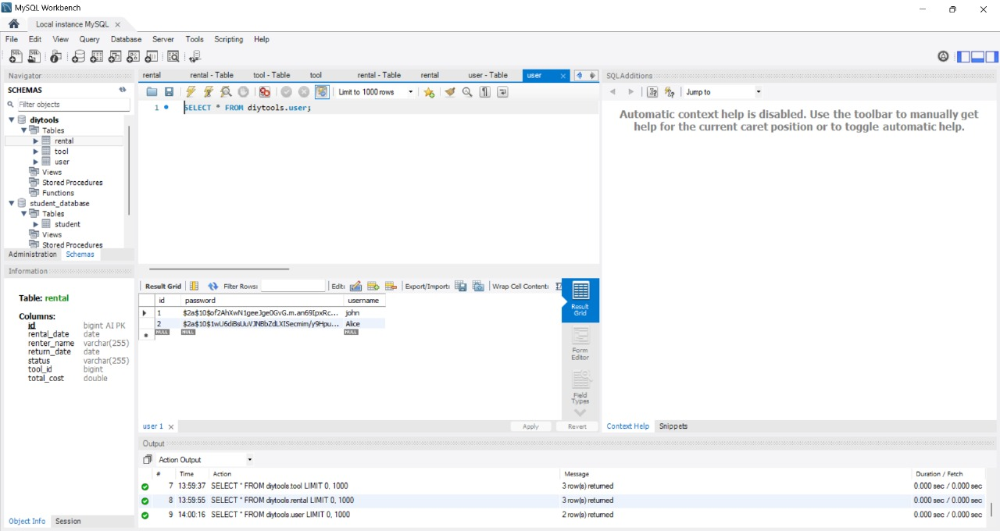 MySQL Workbench
Local instance MySQL
File Edit View Query Database Server Tools Scripting Help
Navigator
SCHEMAS
Filter objects
diytools
Tables
rental
tool
user
Views
Stored Procedures
Functions
student_database
Tables
student
Views
Stored Procedures
Administration Schemas
Information
Table: rental
Columns:
id bigint AI PK
rental_date date
renter_name varchar(255)
return_date date
status varchar(255)
tool_id bigint
total_cost double
Object Info Session
rental rental - Table tool - Table tool rental - Table rental user - Table user
Limit to 1000 rows
1 SELECT * FROM diytools.user;
SQLAdditions
Jump to
Automatic context help is disabled. Use the toolbar to manually get
help for the current caret position or to toggle automatic help.
Result Grid Filter Rows: Edit: Export/Import: Wrap Cell Content:
id password username
1 john
2 Alice
NULL NULL NULL
Result
Grid
Form
Editor
Field
Types
user 1 Apply Revert
Context Help Snippets
Output
Action Output
# Time Action Message Duration / Fetch
7 13:59:37 SELECT * FROM diytools.tool LIMIT 0, 1000 3 row(s) returned 0.000 sec / 0.000 sec
8 13:59:55 SELECT * FROM diytools.rental LIMIT 0, 1000 3 row(s) returned 0.000 sec / 0.000 sec
9 14:00:16 SELECT * FROM diytools.user LIMIT 0, 1000 2 row(s) returned 0.000 sec / 0.000 sec